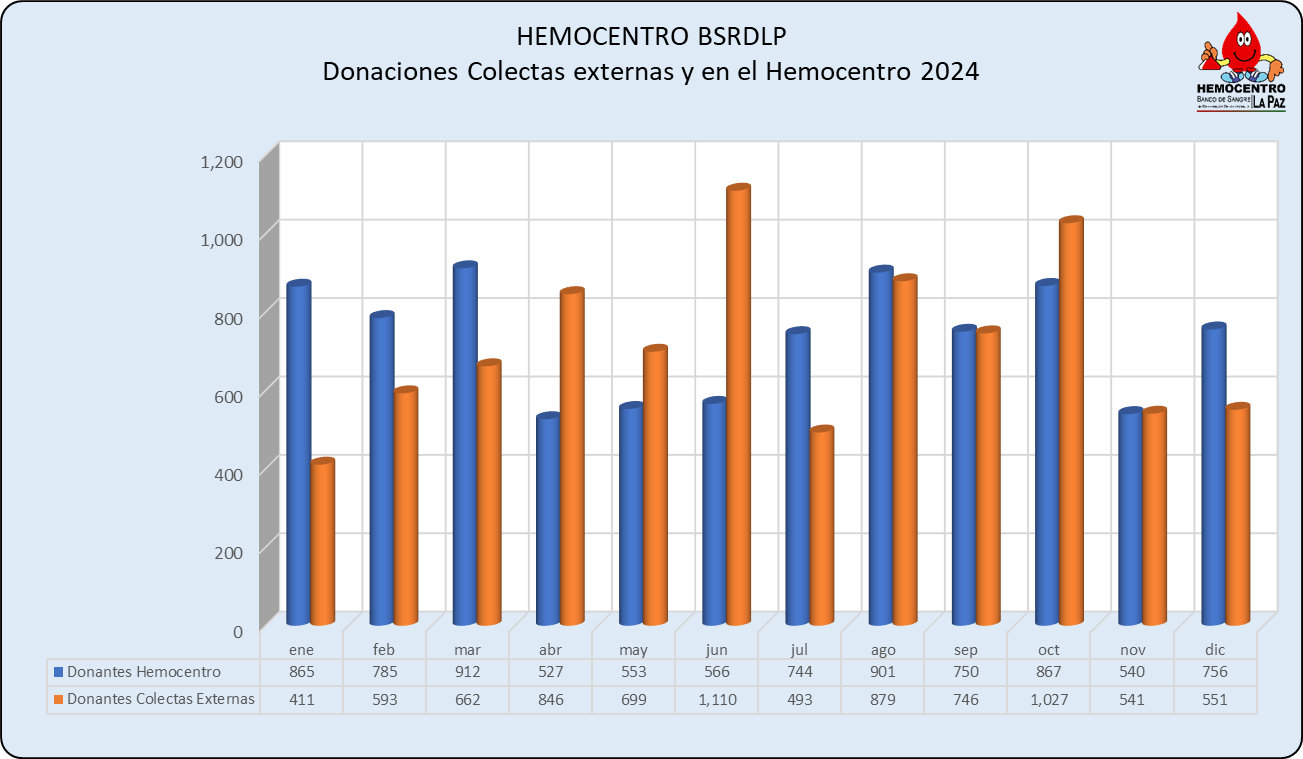 HEMOCENTRO BSRDLP
Donaciones Colectas externas y en el Hemocentro 2024
HEMOCENTRO
BANCO DE SANGRE LA PAZ
1,200
1,000
800
600
400
200
0
ene feb mar abr may jun jul ago sep oct nov dic
Donantes Hemocentro 865 785 912 527 553 566 744 901 750 867 540 756
Donantes Colectas Externas 411 593 662 846 699 1,110 493 879 746 1,027 541 551